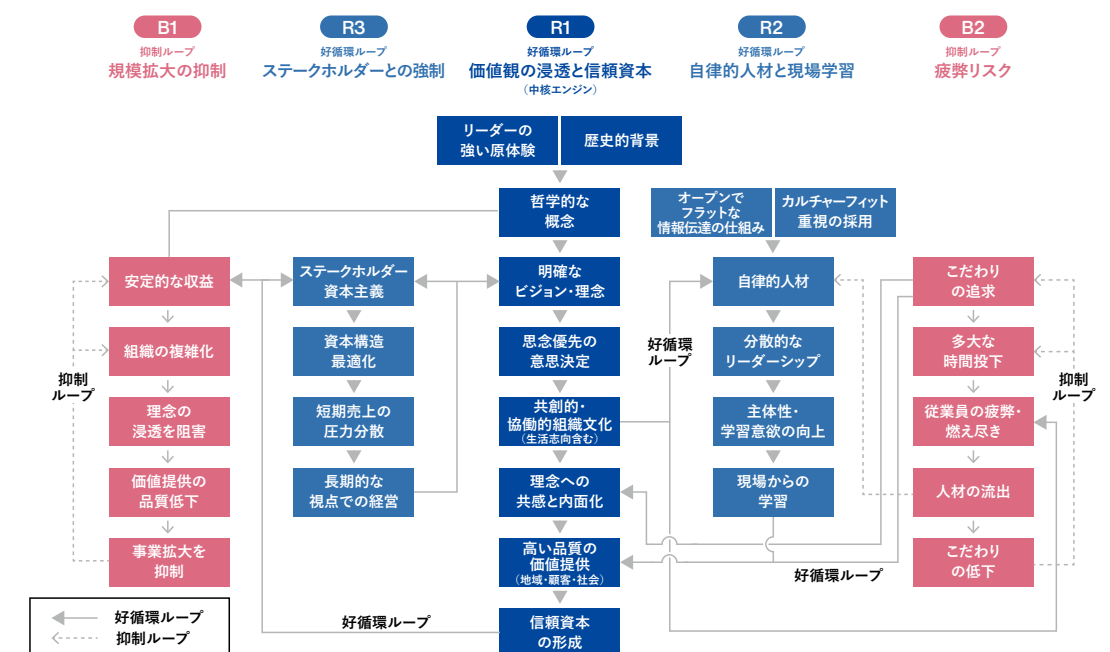 B1
抑制ループ
規模拡大の抑制
R3
好循環ループ
ステークホルダーとの強制
R1
好循環ループ
価値観の浸透と信頼資本
（中核エンジン）
R2
好循環ループ
自律的人材と現場学習
B2
抑制ループ
疲弊リスク
リーダーの
強い原体験
歴史的背景
哲学的な
概念
オープンで
フラットな
情報伝達の仕組み
カルチャーフィット
重視の採用
安定的な収益
組織の複雑化
理念の
浸透を阻害
価値提供の
品質低下
事業拡大を
抑制
抑制
ループ
ステークホルダー
資本主義
資本構造
最適化
短期売上の
圧力分散
長期的な
視点での経営
明確な
ビジョン・理念
思念優先の
意思決定
共創的・
協働的組織文化
（生活志向含む）
理念への
共感と内面化
高い品質の
価値提供
（地域・顧客・社会）
信頼資本
の形成
好循環
ループ
自律的人材
分散的な
リーダーシップ
主体性・
学習意欲の向上
現場からの
学習
こだわり
の追求
多大な
時間投下
従業員の疲弊・
燃え尽き
人材の流出
こだわり
の低下
抑制
ループ
好循環ループ
好循環ループ
好循環ループ
抑制ループ